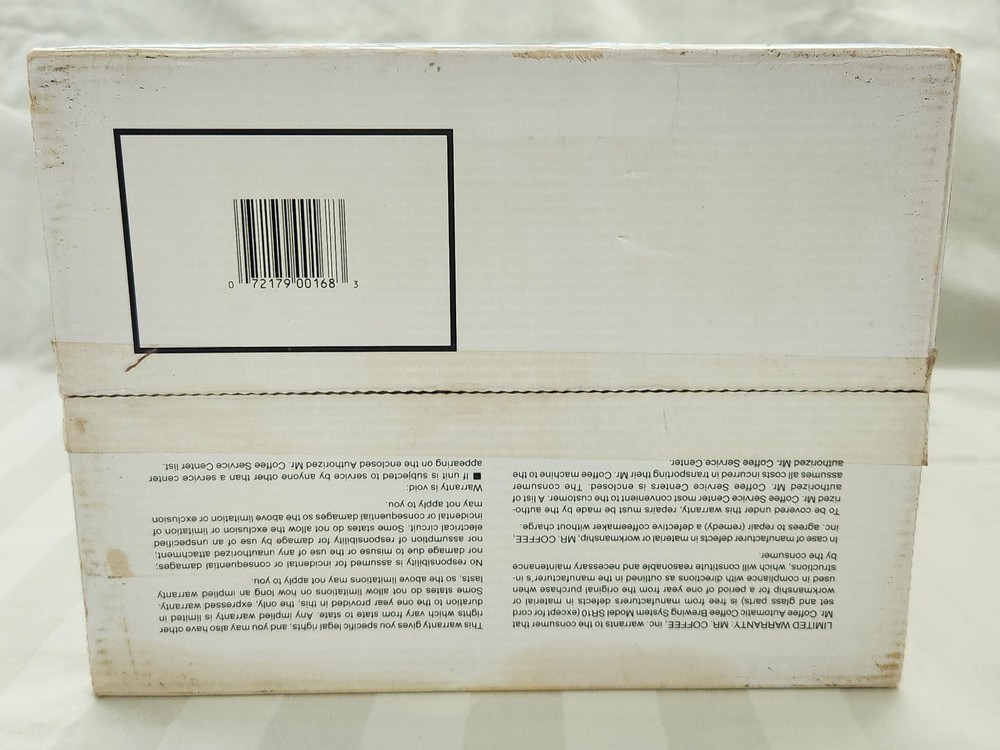 0 72179 00168 3
LIMITED WARRANTY: MR. COFFEE, inc. warrants to the consumer that
Mr. Coffee Automatic Coffee Brewing System Model SR10 (except for cord
set and glass parts) is free from manufacturers defects in material or
workmanship for a period of one year from the original purchase when
used in compliance with directions as outlined in the manufacturer's in-
structions, which will constitute reasonable and necessary maintenance
by the consumer.
In case of manufacturer defects in material or workmanship, MR. COFFEE,
inc. agrees to repair (remedy) a defective coffeemaker without charge.
To be covered under this warranty, repairs must be made by the autho-
rized Mr. Coffee Service Center most convenient to the customer. A list of
authorized Mr. Coffee Service Centers is enclosed. The consumer
assumes all costs incurred in transporting their Mr. Coffee machine to the
authorized Mr. Coffee Service Center.
This warranty gives you specific legal rights, and you may also have other
rights which vary from state to state. Any implied warranty is limited in
duration to the one year provided in this, the only, expressed warranty.
Some states do not allow limitations on how long an implied warranty
lasts, so the above limitations may not apply to you.
No responsibility is assumed for incidental or consequential damages;
nor damage due to misuse or the use of any unauthorized attachment;
nor assumption of responsibility for damage by use of an unspecified
electrical circuit. Some states do not allow the exclusion or limitation of
incidental or consequential damages so the above limitation or exclusion
may not apply to you.
Warranty is void:
■ If unit is subjected to service by anyone other than a service center
appearing on the enclosed Authorized Mr. Coffee Service Center list.